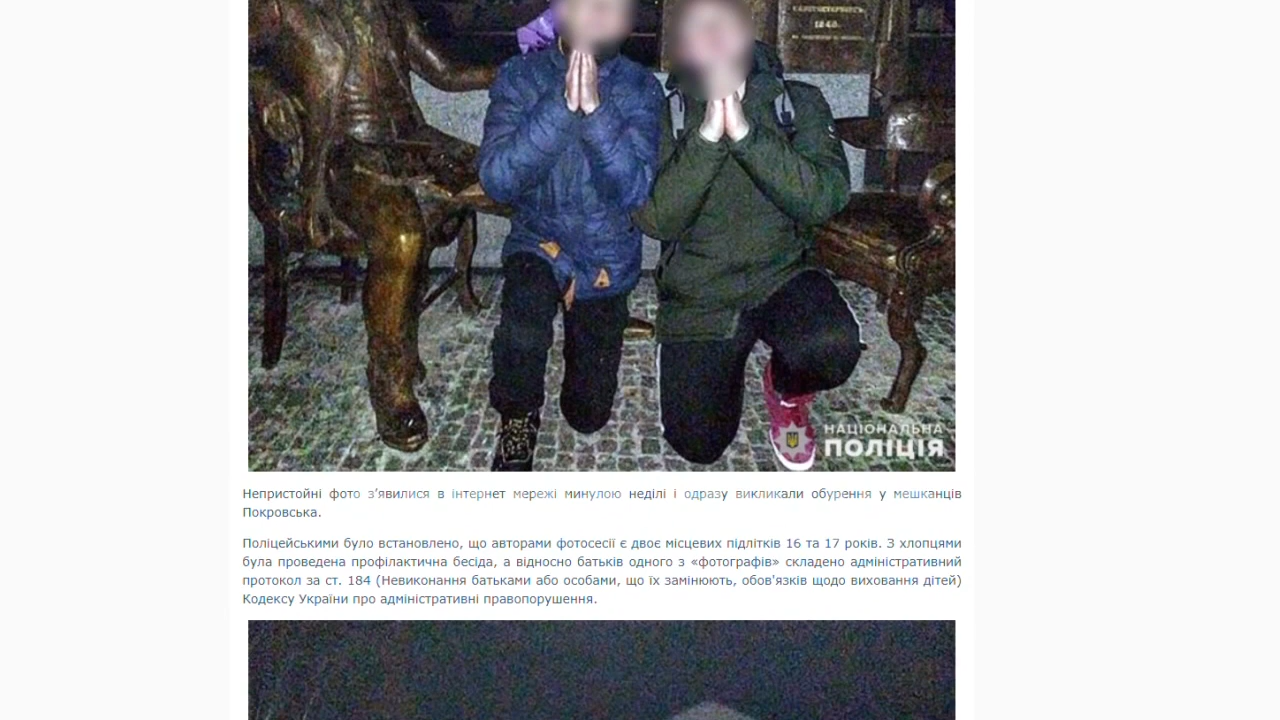 1840.
НАЦІОНАЛЬНА
ПОЛІЦІЯ
Непристойні фото з’явилися в інтернет мережі минулою неділі і одразу викликали обурення у мешканців
Покровська.
Поліцейськими було встановлено, що авторами фотосесії є двоє місцевих підлітків 16 та 17 років. З хлопцями
була проведена профілактична бесіда, а відносно батьків одного з «фотографів» складено адміністративний
протокол за ст. 184 (Невиконання батьками або особами, що їх замінюють, обов'язків щодо виховання дітей)
Кодексу України про адміністративні правопорушення.